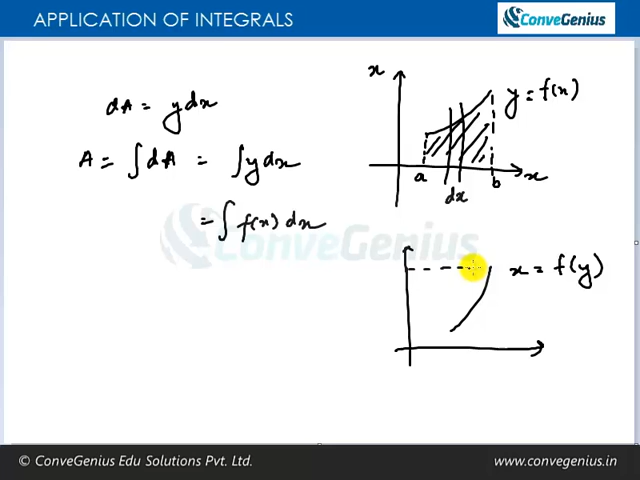 APPLICATION OF INTEGRALS
ConveGenius
dA = y dx
A = ∫ dA = ∫ y dx
= ∫ f(x) dx
x
y = f(x)
a
b
x
dx
ConveGenius
x = f(y)
© ConveGenius Edu Solutions Pvt. Ltd.
www.convegenius.in